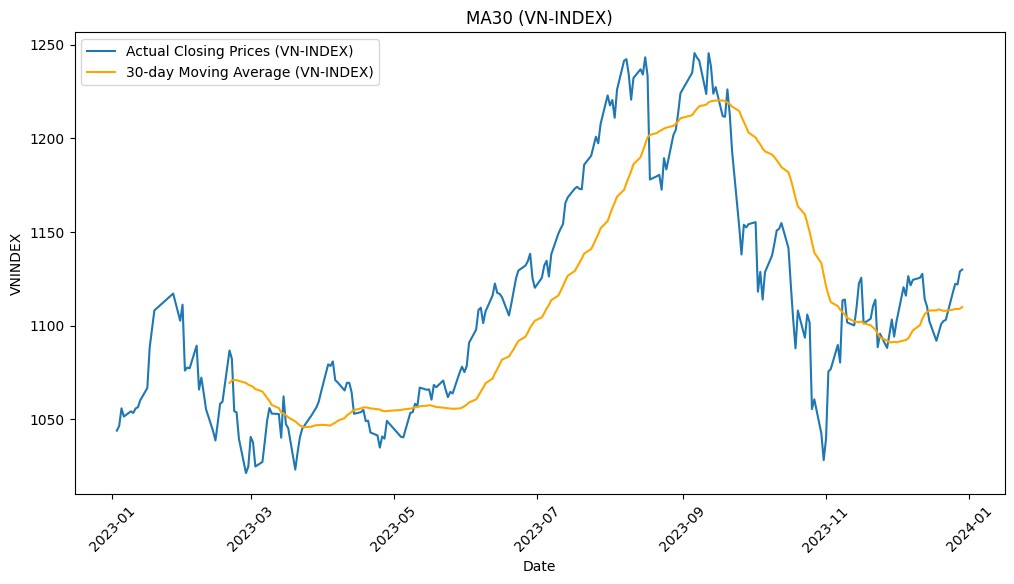 MA30 (VN-INDEX)
Actual Closing Prices (VN-INDEX)
30-day Moving Average (VN-INDEX)
VNINDEX
1250
1200
1150
1100
1050
2023-01
2023-03
2023-05
2023-07
2023-09
2023-11
2024-01
Date